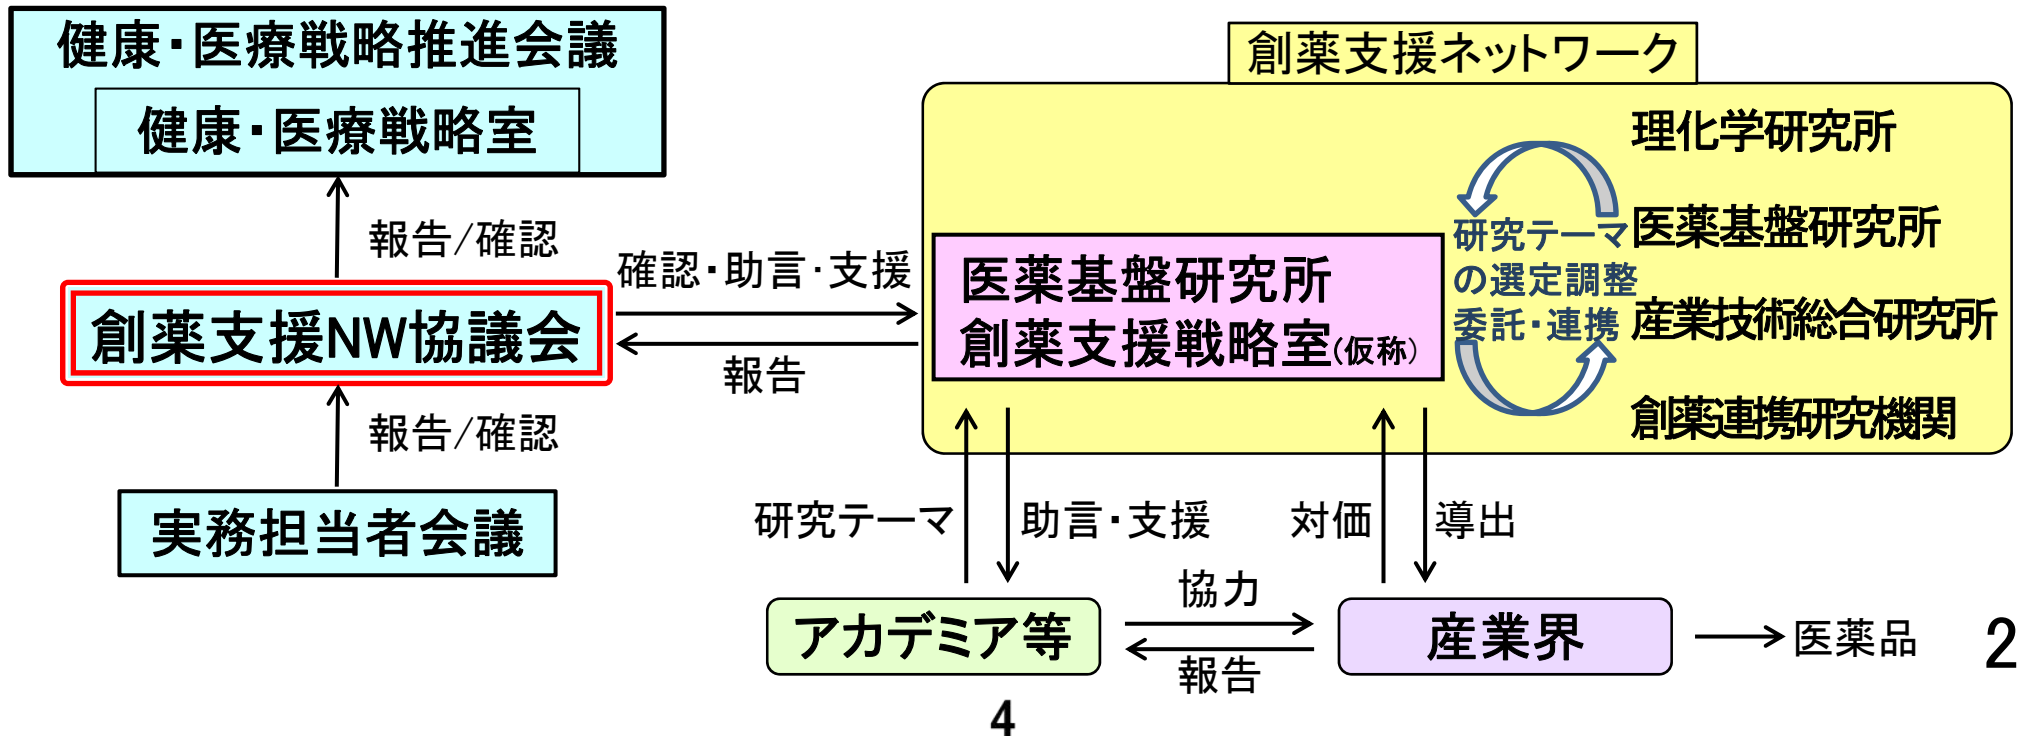 健康・医療戦略推進会議
健康・医療戦略室
報告/確認
創薬支援NW協議会
報告/確認
実務担当者会議
確認・助言・支援
報告
創薬支援ネットワーク
医薬基盤研究所
創薬支援戦略室(仮称)
研究テーマ
の選定調整
委託・連携
理化学研究所
医薬基盤研究所
産業技術総合研究所
創薬連携研究機関
研究テーマ
助言・支援
対価
導出
アカデミア等
協力
報告
産業界
医薬品
2
4